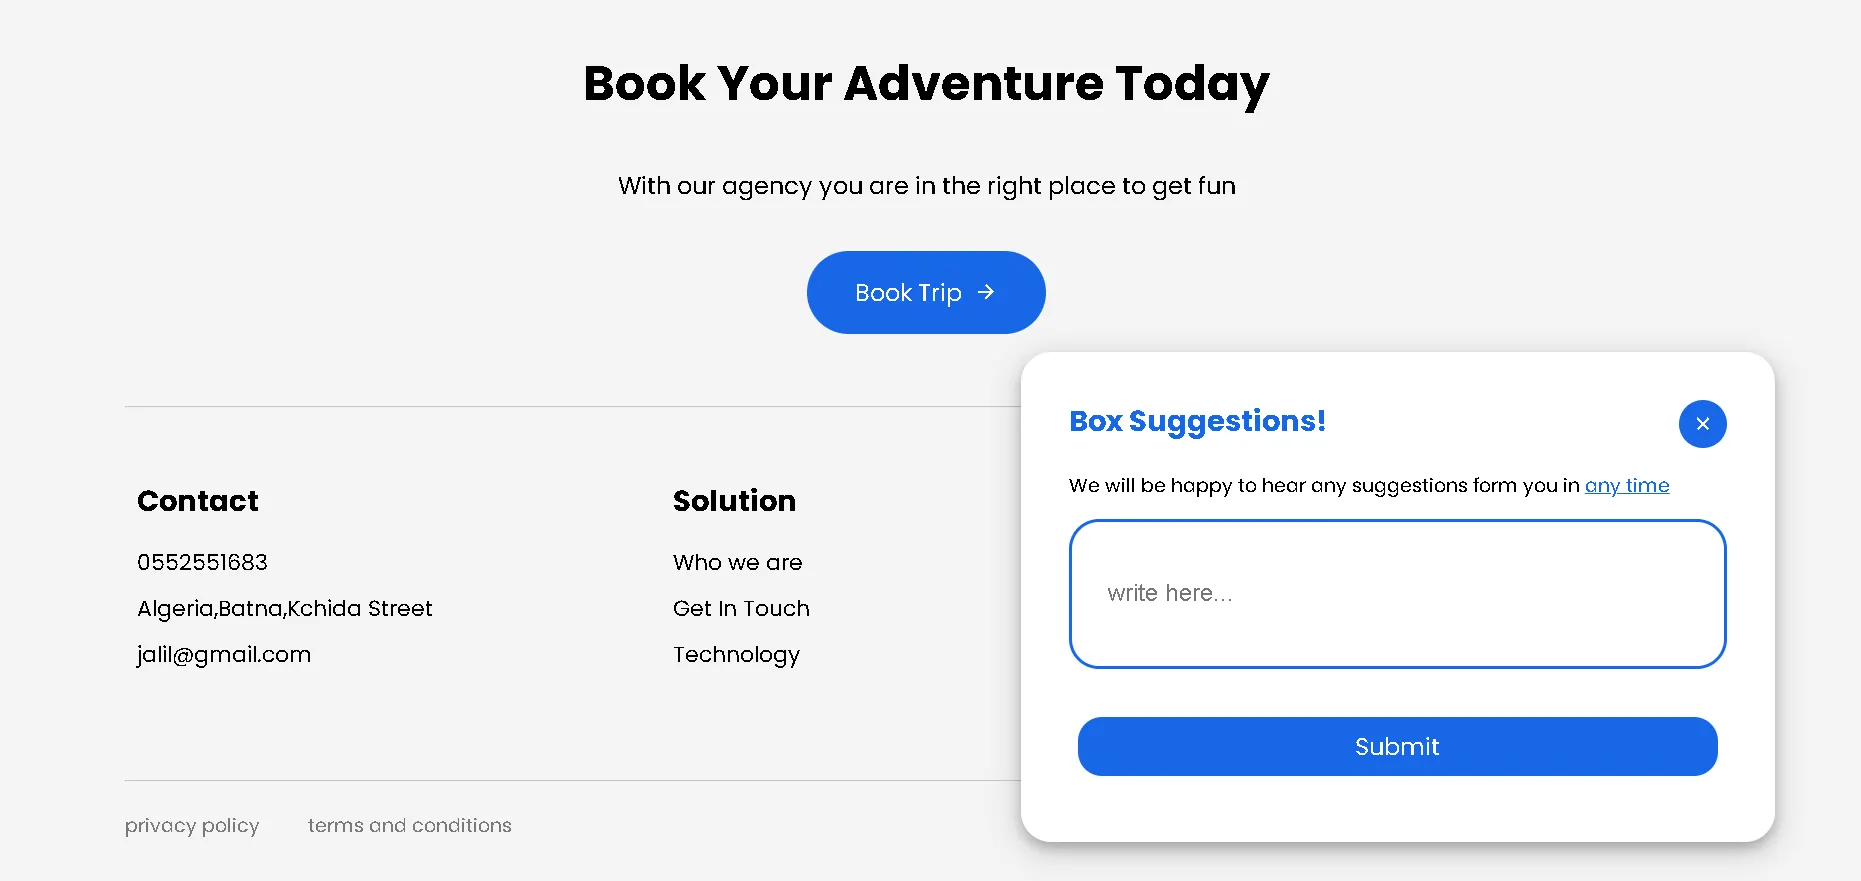 Book Your Adventure Today
With our agency you are in the right place to get fun
Book Trip →
Contact
0552551683
Algeria,Batna,Kchida Street
jalil@gmail.com
Solution
Who we are
Get In Touch
Technology
Box Suggestions!
We will be happy to hear any suggestions form you in any time
write here...
Submit
privacy policy
terms and conditions